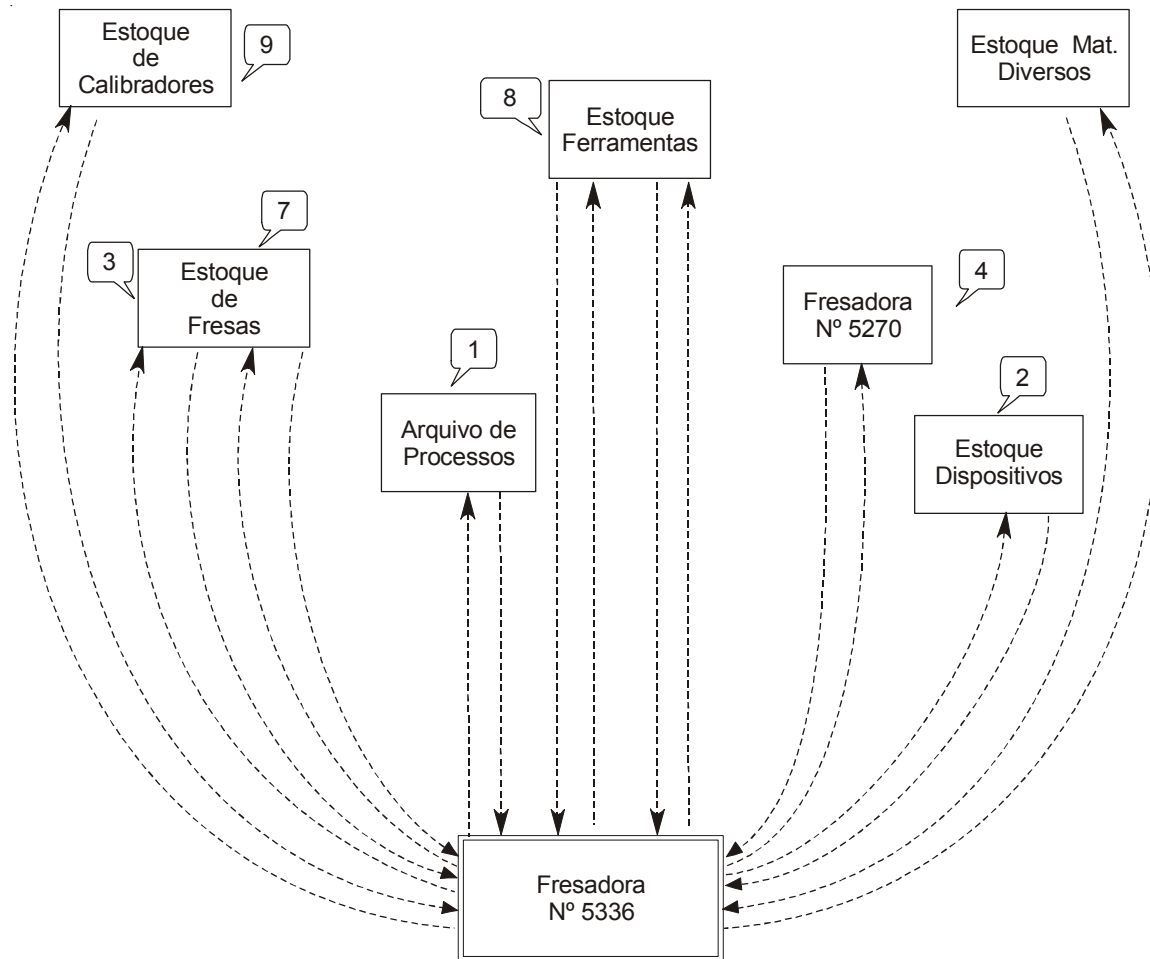 Estoque
de
Calibradores
9
Estoque Mat.
Diversos
8
Estoque
Ferramentas
7
3
Estoque
de
Fresas
4
Fresadora
Nº 5270
1
2
Arquivo de
Processos
Estoque
Dispositivos
Fresadora
Nº 5336